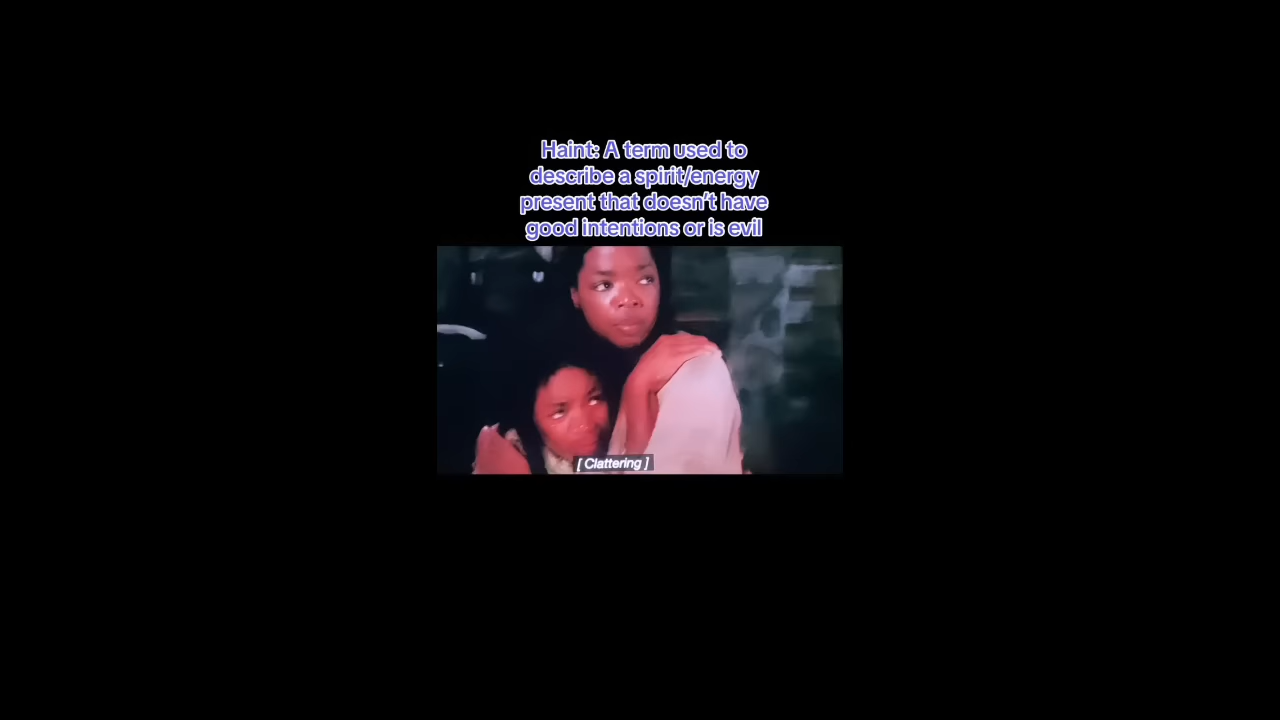 Haint: A term used to
describe a spirit/energy
present that doesn't have
good intentions or is evil
[ Clattering ]